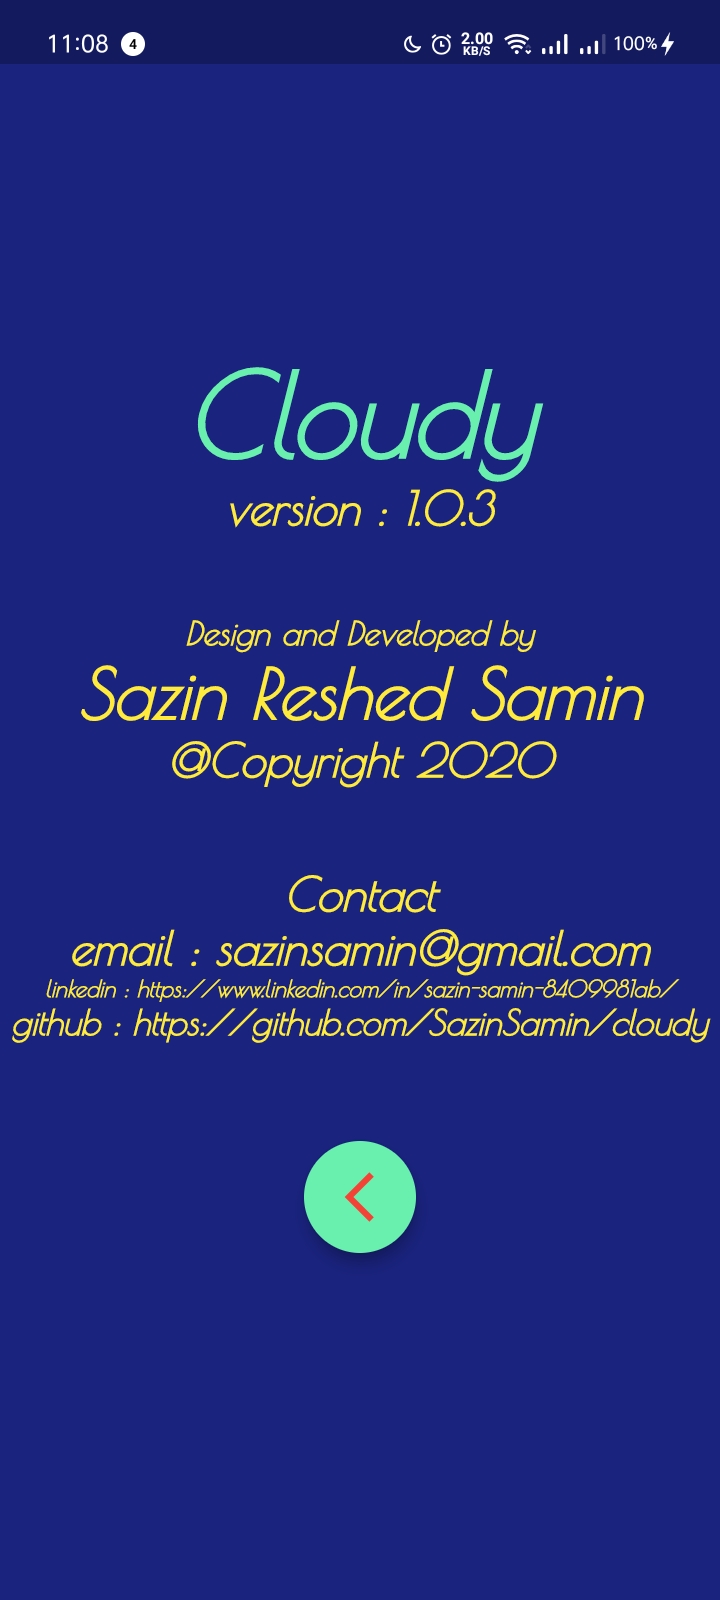 11:08 4 2.00 KB/S 100%
Cloudy
version : 1.0.3
Design and Developed by
Sazin Reshed Samin
@Copyright 2020
Contact
email : sazinsamin@gmail.com
linkedin : https://www.linkedin.com/in/sazin-samin-8409981ab/
github : https://github.com/SazinSamin/cloudy